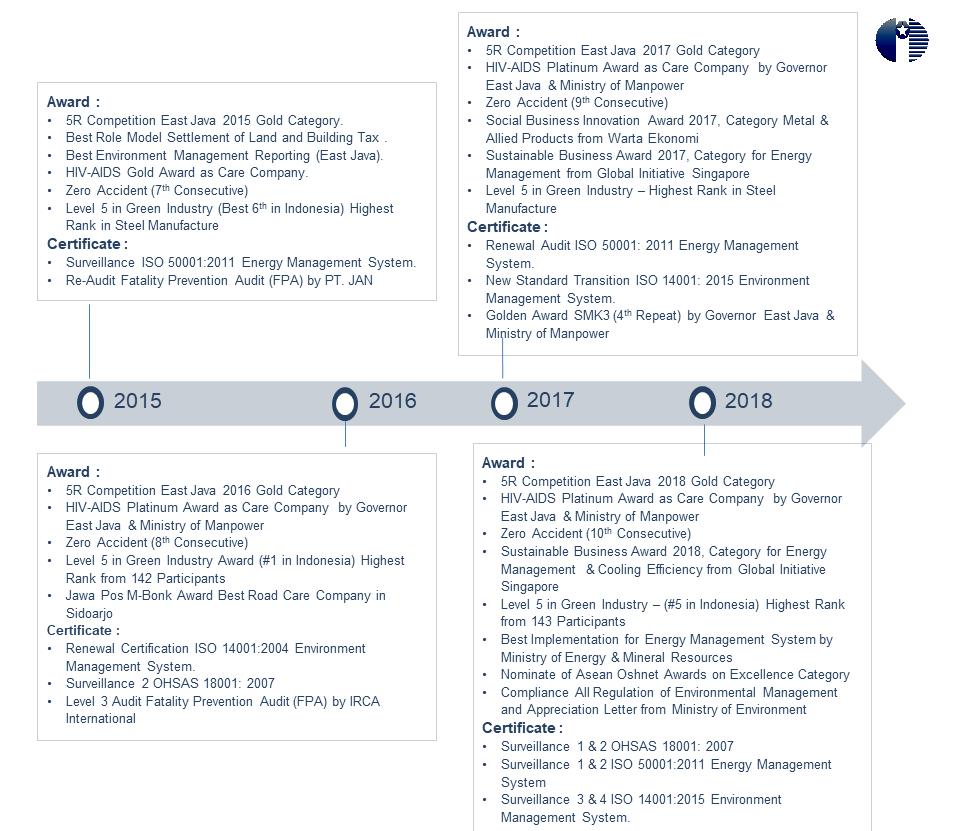 Award :
• 5R Competition East Java 2015 Gold Category.
• Best Role Model Settlement of Land and Building Tax .
• Best Environment Management Reporting (East Java).
• HIV-AIDS Gold Award as Care Company.
• Zero Accident (7th Consecutive)
• Level 5 in Green Industry (Best 6th in Indonesia) Highest
Rank in Steel Manufacture
Certificate :
• Surveillance ISO 50001:2011 Energy Management System.
• Re-Audit Fatality Prevention Audit (FPA) by PT. JAN
Award :
• 5R Competition East Java 2017 Gold Category
• HIV-AIDS Platinum Award as Care Company by Governor
East Java & Ministry of Manpower
• Zero Accident (9th Consecutive)
• Social Business Innovation Award 2017, Category Metal &
Allied Products from Warta Ekonomi
• Sustainable Business Award 2017, Category for Energy
Management from Global Initiative Singapore
• Level 5 in Green Industry – Highest Rank in Steel
Manufacture
Certificate :
• Renewal Audit ISO 50001: 2011 Energy Management
System.
• New Standard Transition ISO 14001: 2015 Environment
Management System.
• Golden Award SMK3 (4th Repeat) by Governor East Java &
Ministry of Manpower
2015
2016
2017
2018
Award :
• 5R Competition East Java 2016 Gold Category
• HIV-AIDS Platinum Award as Care Company by Governor
East Java & Ministry of Manpower
• Zero Accident (8th Consecutive)
• Level 5 in Green Industry Award (#1 in Indonesia) Highest
Rank from 142 Participants
• Jawa Pos M-Bonk Award Best Road Care Company in
Sidoarjo
Certificate :
• Renewal Certification ISO 14001:2004 Environment
Management System.
• Surveillance 2 OHSAS 18001: 2007
• Level 3 Audit Fatality Prevention Audit (FPA) by IRCA
International
Award :
• 5R Competition East Java 2018 Gold Category
• HIV-AIDS Platinum Award as Care Company by Governor
East Java & Ministry of Manpower
• Zero Accident (10th Consecutive)
• Sustainable Business Award 2018, Category for Energy
Management & Cooling Efficiency from Global Initiative
Singapore
• Level 5 in Green Industry – (#5 in Indonesia) Highest Rank
from 143 Participants
• Best Implementation for Energy Management System by
Ministry of Energy & Mineral Resources
• Nominate of Asean Oshnet Awards on Excellence Category
• Compliance All Regulation of Environmental Management
and Appreciation Letter from Ministry of Environment
Certificate :
• Surveillance 1 & 2 OHSAS 18001: 2007
• Surveillance 1 & 2 ISO 50001:2011 Energy Management
System
• Surveillance 3 & 4 ISO 14001:2015 Environment
Management System.